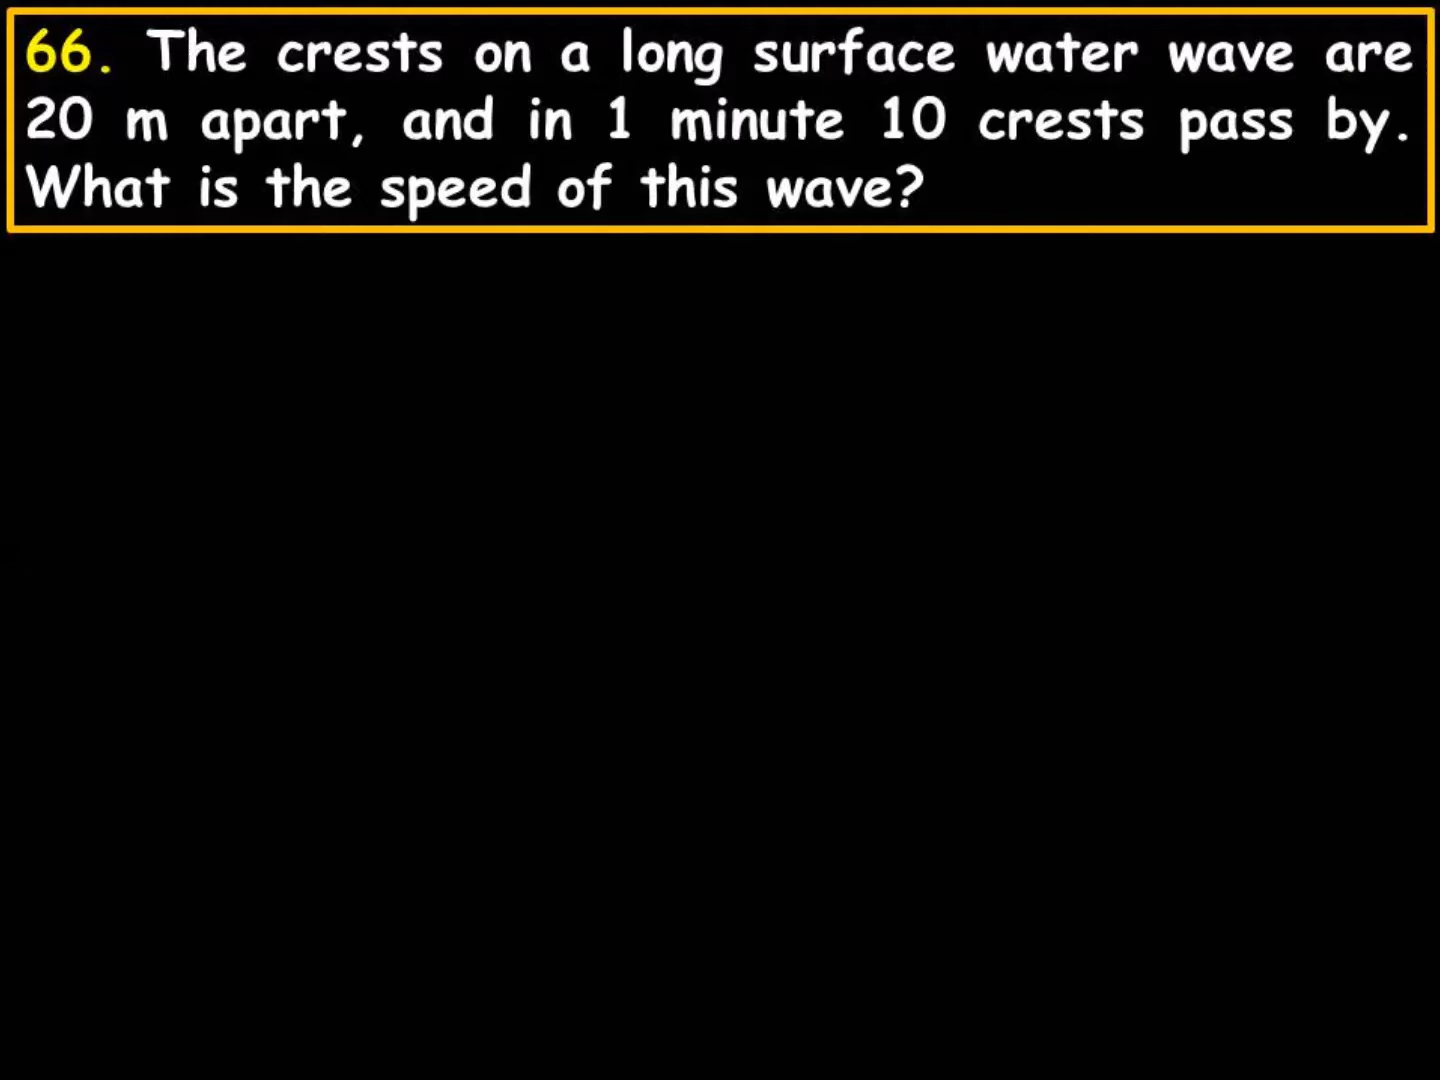 66. The crests on a long surface water wave are
20 m apart, and in 1 minute 10 crests pass by.
What is the speed of this wave?